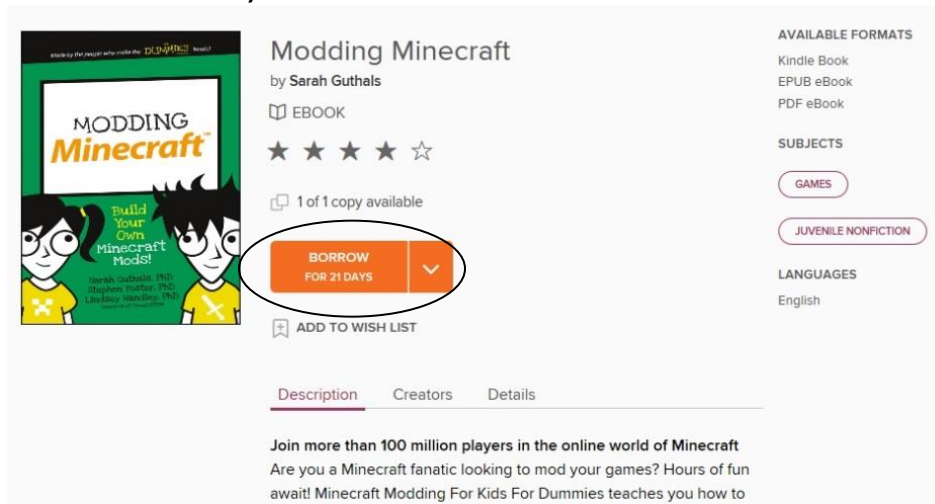 Made by the people who make the DUMMIES books!
MODDING
Minecraft™
Build
Your
Own
Minecraft
Mods!
Sarah Guthals, PhD
Stephen Foster, PhD
Lindsey Handley, PhD
Modding Minecraft
by Sarah Guthals
EBOOK
1 of 1 copy available
BORROW
FOR 21 DAYS
ADD TO WISH LIST
Description Creators Details
Join more than 100 million players in the online world of Minecraft
Are you a Minecraft fanatic looking to mod your games? Hours of fun
await! Minecraft Modding For Kids For Dummies teaches you how to
AVAILABLE FORMATS
Kindle Book
EPUB eBook
PDF eBook
SUBJECTS
GAMES
JUVENILE NONFICTION
LANGUAGES
English